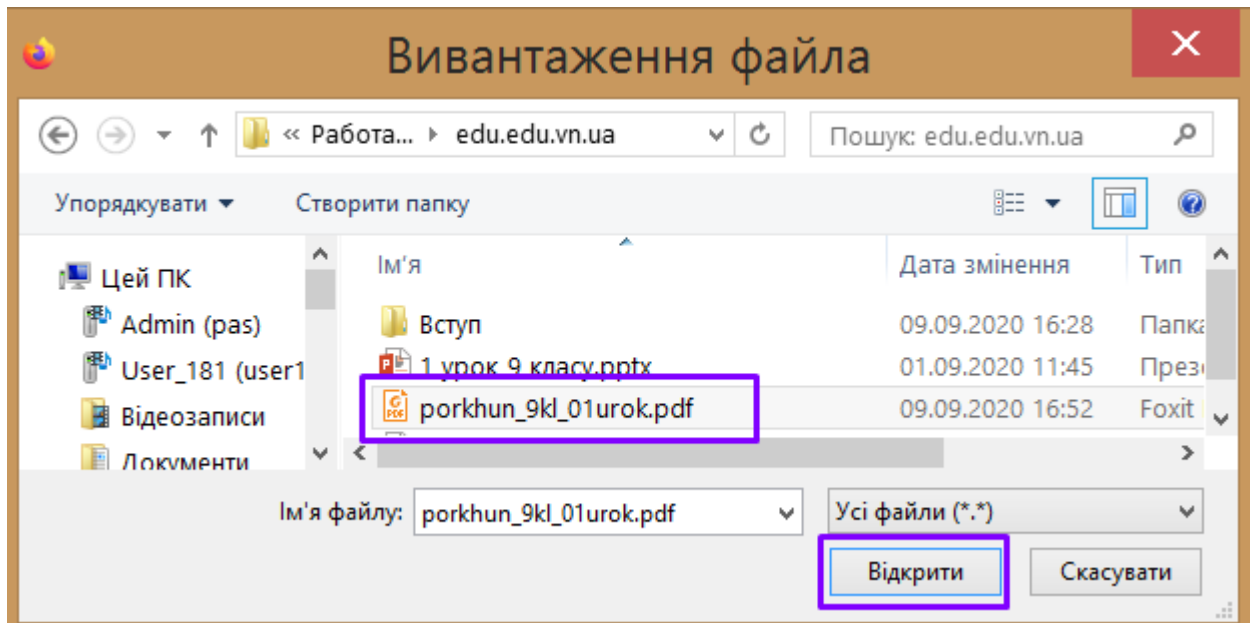 Вивантаження файла
« Работа... edu.edu.vn.ua Пошук: edu.edu.vn.ua
Упорядкувати Створити папку
Ім'я Дата змінення Тип
Цей ПК
Admin (pas)
User_181 (user1
Відеозаписи
Документи
Вступ 09.09.2020 16:28 Папка
1 урок 9 класу.pptx 01.09.2020 11:45 През
porkhun_9kl_01urok.pdf 09.09.2020 16:52 Foxit
Ім'я файлу: porkhun_9kl_01urok.pdf Усі файли (*.*)
Відкрити Скасувати